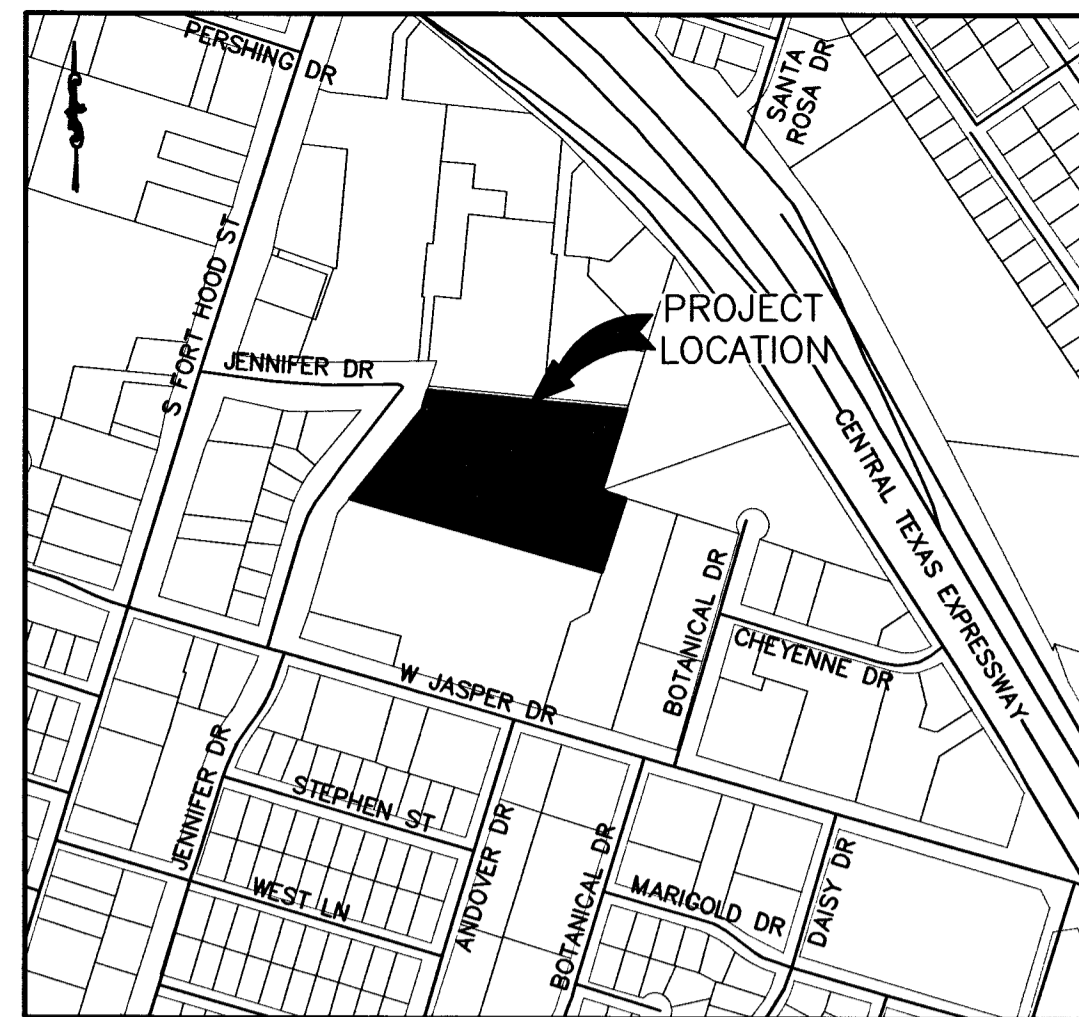 PERSHING DR
SANTA
ROSA DR
S FORT HOOD ST
PROJECT
LOCATION
JENNIFER DR
CENTRAL TEXAS EXPRESSWAY
BOTANICAL DR
CHEYENNE DR
W JASPER DR
JENNIFER DR
STEPHEN ST
ANDOVER DR
BOTANICAL DR
DAISY DR
WEST LN
MARIGOLD DR